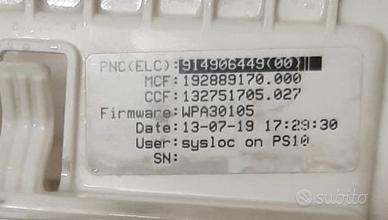 PNC(ELC):914906449(00)
MCF:192889170.000
CCF:132751705.027
Firmware:WPA30105
Date:13-07-19 17:29:30
User:sysloc on PS10
SN:
subito